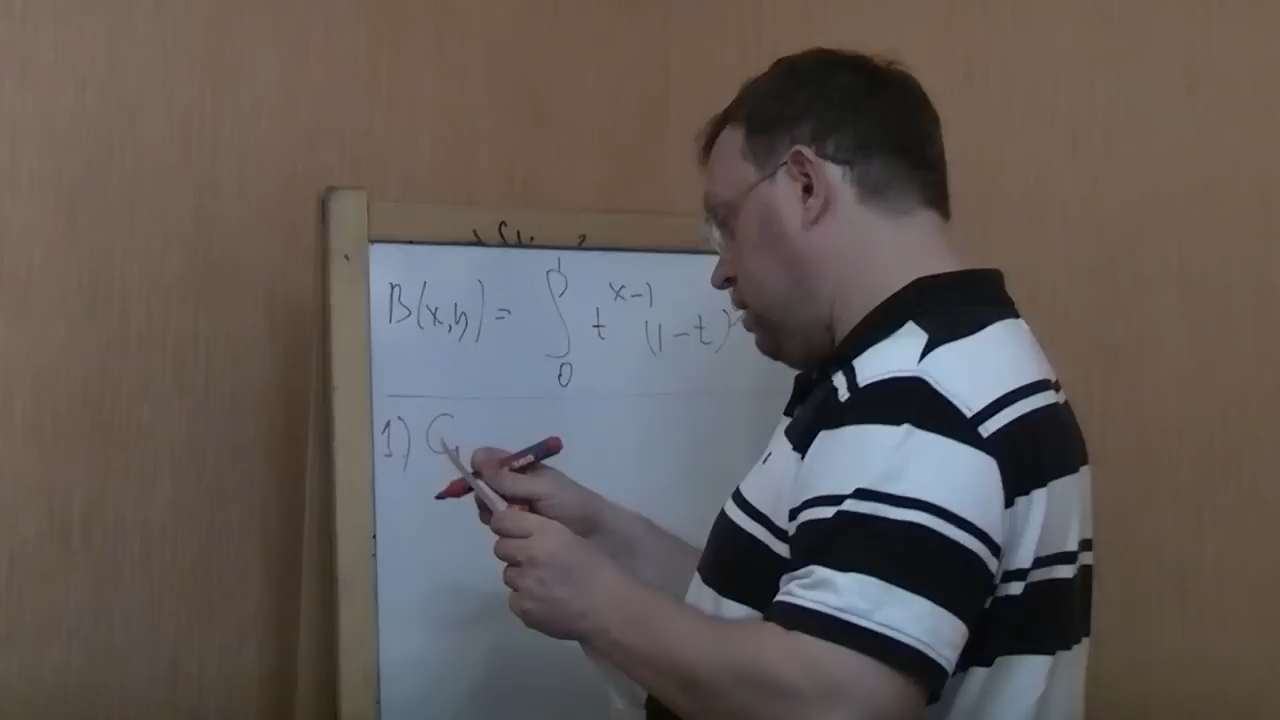 B(x,y) = ∫₀¹ t^(x-1) (1-t)
1) C